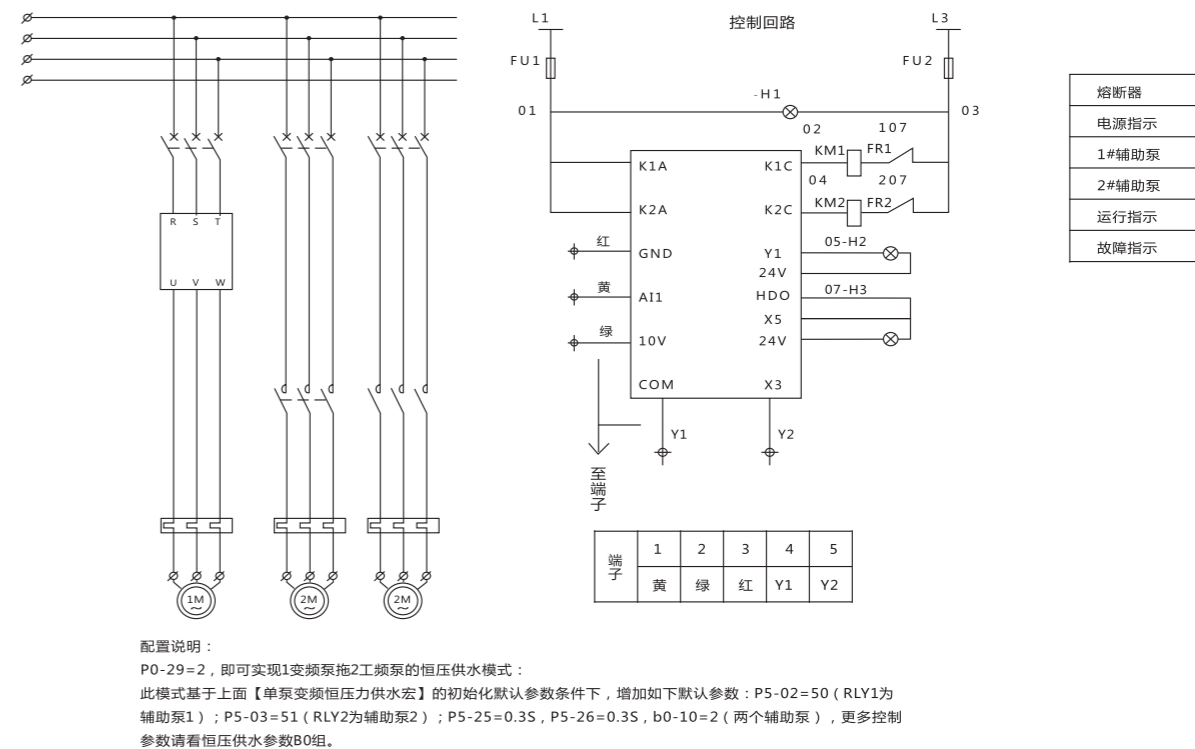 L1
控制回路
L3
FU1
FU2
-H1
01
03
02
107
K1A
K1C
KM1
FR1
04
207
K2A
K2C
KM2
FR2
红
GND
Y1
05-H2
24V
黄
AI1
HDO
07-H3
X5
绿
10V
24V
COM
X3
Y1
Y2
至端子
熔断器
电源指示
1#辅助泵
2#辅助泵
运行指示
故障指示
R S T
U V W
1M
~
2M
~
2M
~
端子 1 2 3 4 5
黄 绿 红 Y1 Y2
配置说明：
P0-29=2，即可实现1变频泵拖2工频泵的恒压供水模式：
此模式基于上面【单泵变频恒压力供水宏】的初始化默认参数条件下，增加如下默认参数：P5-02=50（RLY1为
辅助泵1）；P5-03=51（RLY2为辅助泵2）；P5-25=0.3S，P5-26=0.3S，b0-10=2（两个辅助泵），更多控制
参数请看恒压供水参数B0组。